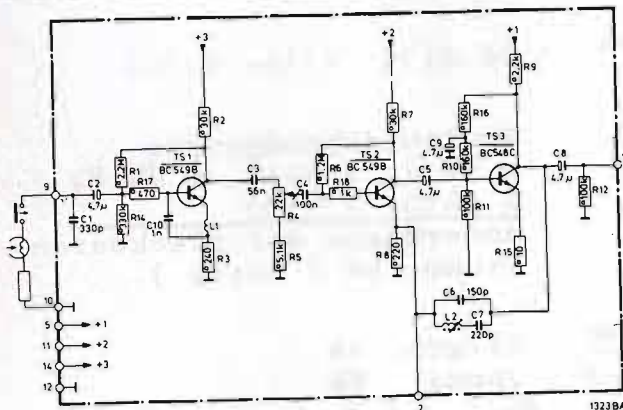 +3
+2
+1
R2
30k
R7
30k
R9
2,2k
R16
160k
R1
2,2M
TS1
BC549B
R6
1,2M
TS2
BC549B
C9
4,7µ
R10
160k
TS3
BC548C
9
C2
4,7µ
R17
470
C3
56n
C4
100n
R18
1k
C5
4,7µ
C8
4,7µ
C1
330p
R14
330k
C10
1n
L1
22k
R4
R11
100k
R12
100k
R3
240
R5
5,1k
R8
220
R15
10
C6
150p
L2
C7
220p
10
5
+1
11
+2
14
+3
12
2
1323BA